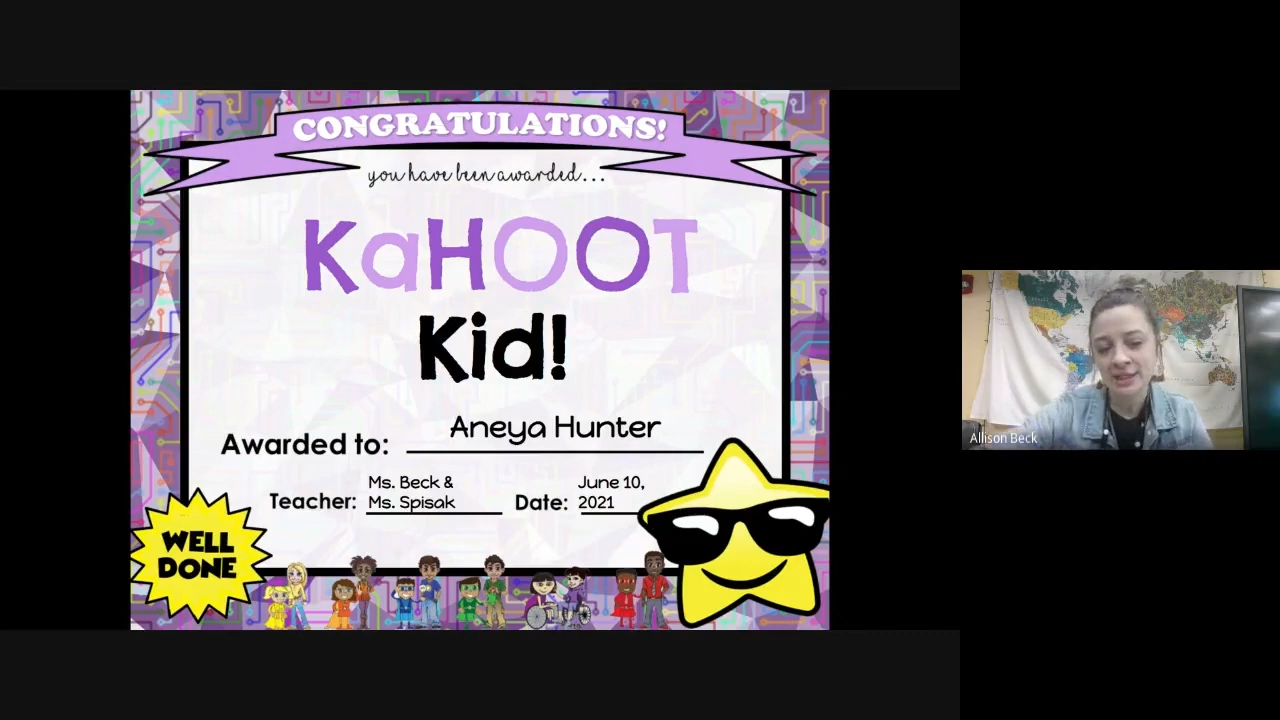 CONGRATULATIONS!
you have been awarded...
KaHOOT
Kid!
Awarded to: Aneya Hunter
Teacher: Ms. Beck & Ms. Spisak
Date: June 10, 2021
WELL
DONE
Allison Beck